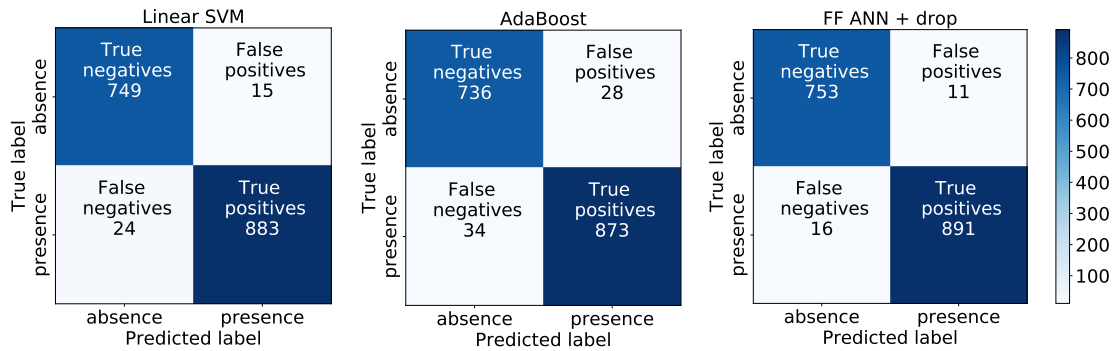 Linear SVM
True label
absence
presence
True
negatives
749
False
positives
15
False
negatives
24
True
positives
883
absence
presence
Predicted label
AdaBoost
True label
absence
presence
True
negatives
736
False
positives
28
False
negatives
34
True
positives
873
absence
presence
Predicted label
FF ANN + drop
True label
absence
presence
True
negatives
753
False
positives
11
False
negatives
16
True
positives
891
absence
presence
Predicted label
800
700
600
500
400
300
200
100